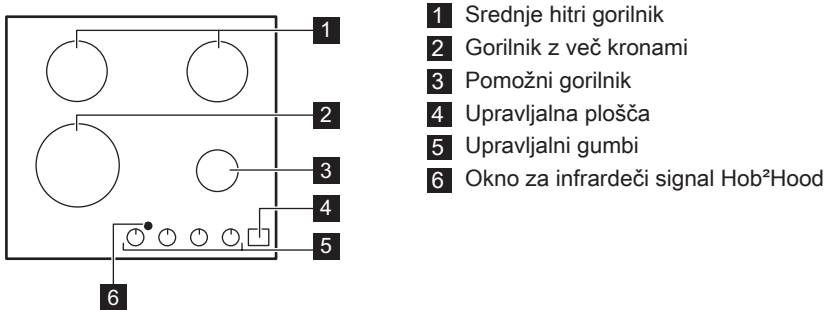 1
2
3
4
5
6
1 Srednje hitri gorilnik
2 Gorilnik z več kronami
3 Pomožni gorilnik
4 Upravljalna plošča
5 Upravljalni gumbi
6 Okno za infrardeči signal Hob²Hood